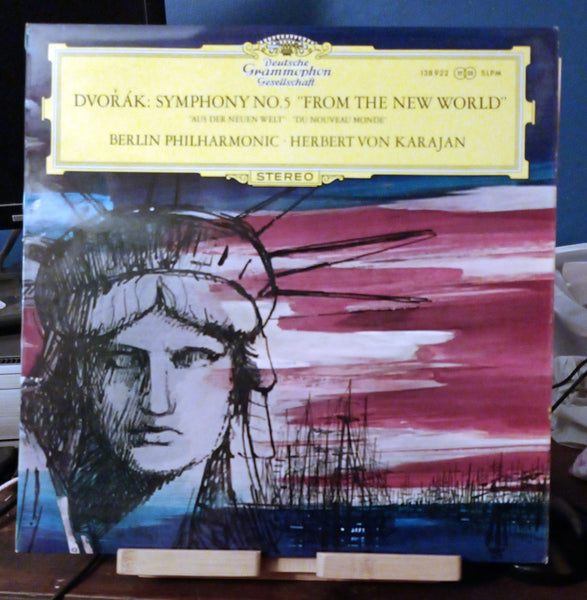 Deutsche
Grammophon
Gesellschaft
138 922 SLPM
DVOŘÁK: SYMPHONY NO. 5 "FROM THE NEW WORLD"
"AUS DER NEUEN WELT" "DU NOUVEAU MONDE"
BERLIN PHILHARMONIC · HERBERT VON KARAJAN
STEREO